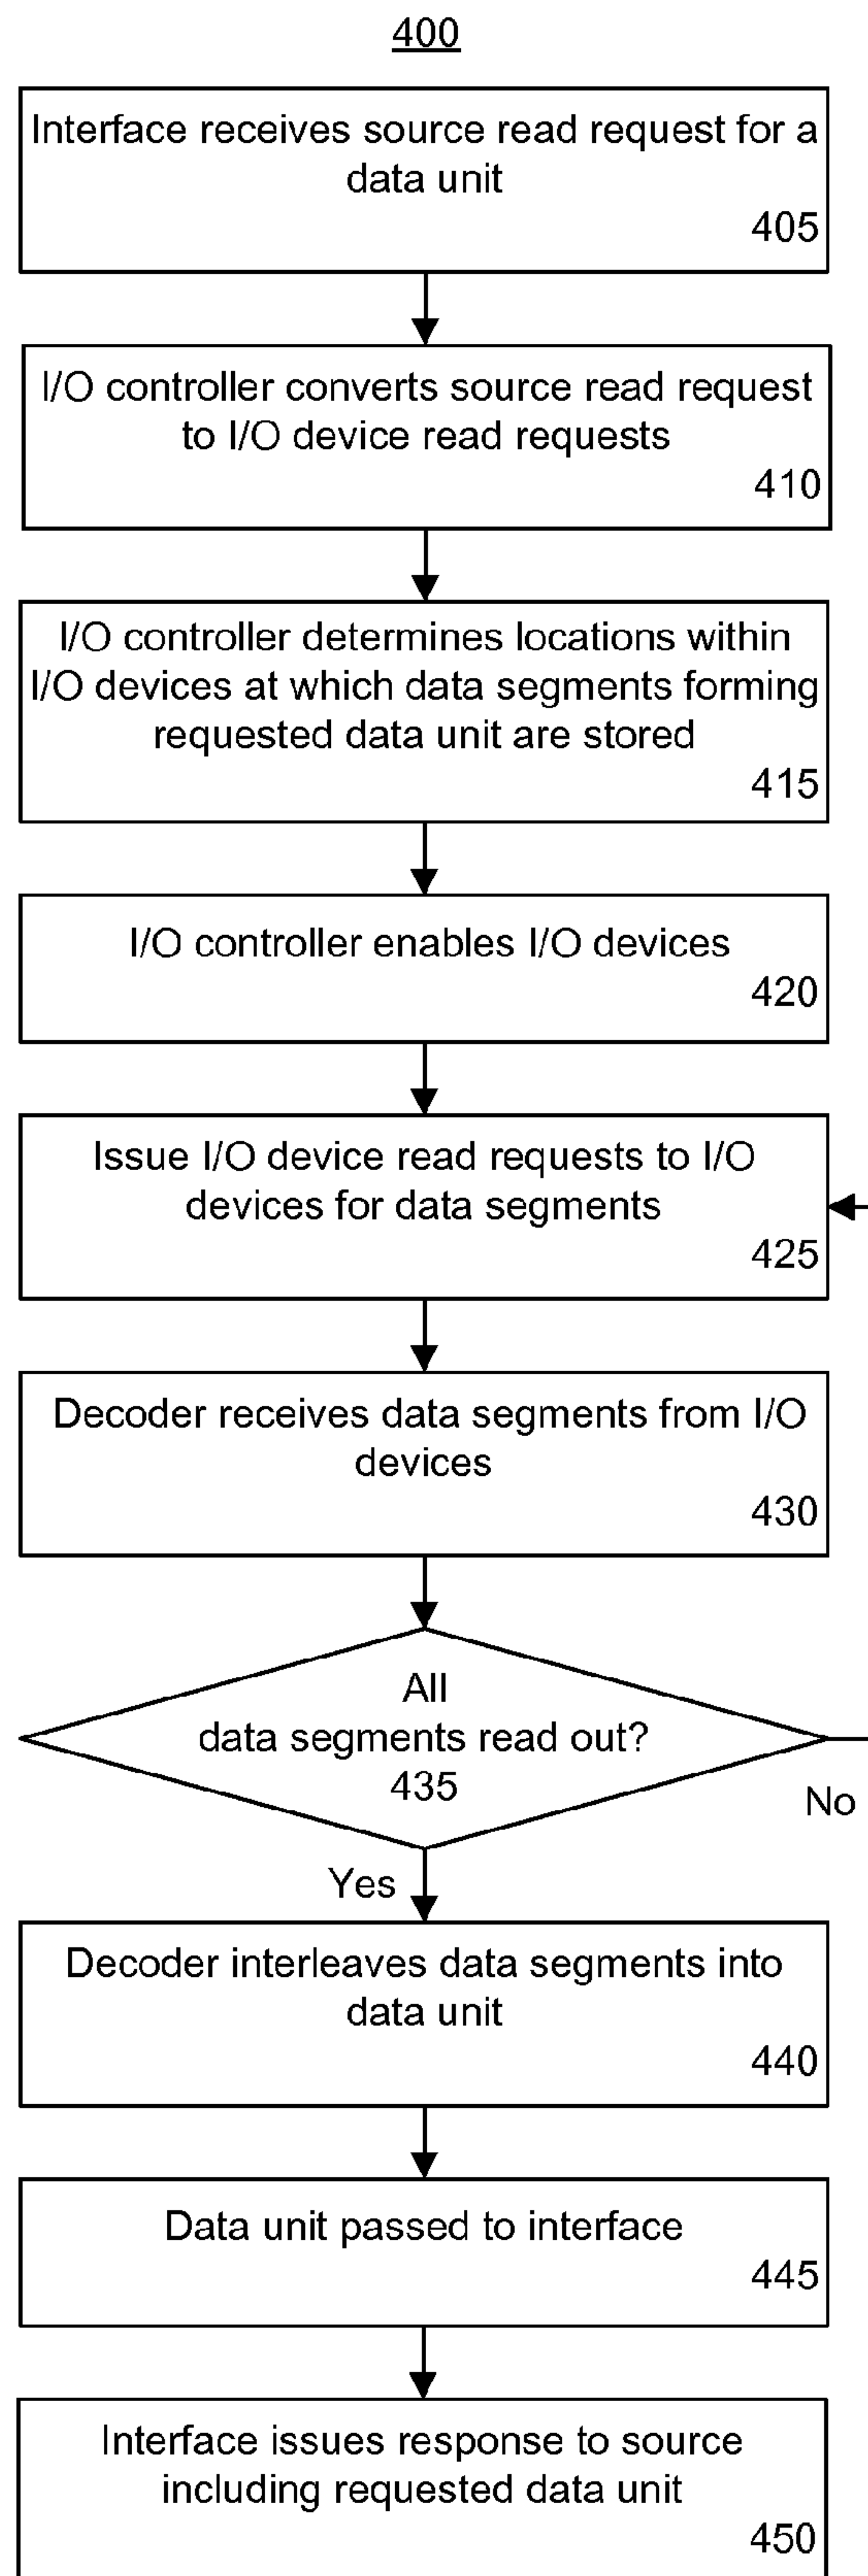 400
Interface receives source read request for a
data unit
405
I/O controller converts source read request
to I/O device read requests
410
I/O controller determines locations within
I/O devices at which data segments forming
requested data unit are stored
415
I/O controller enables I/O devices
420
Issue I/O device read requests to I/O
devices for data segments
425
Decoder receives data segments from I/O
devices
430
All
data segments read out?
435
No
Yes
Decoder interleaves data segments into
data unit
440
Data unit passed to interface
445
Interface issues response to source
including requested data unit
450